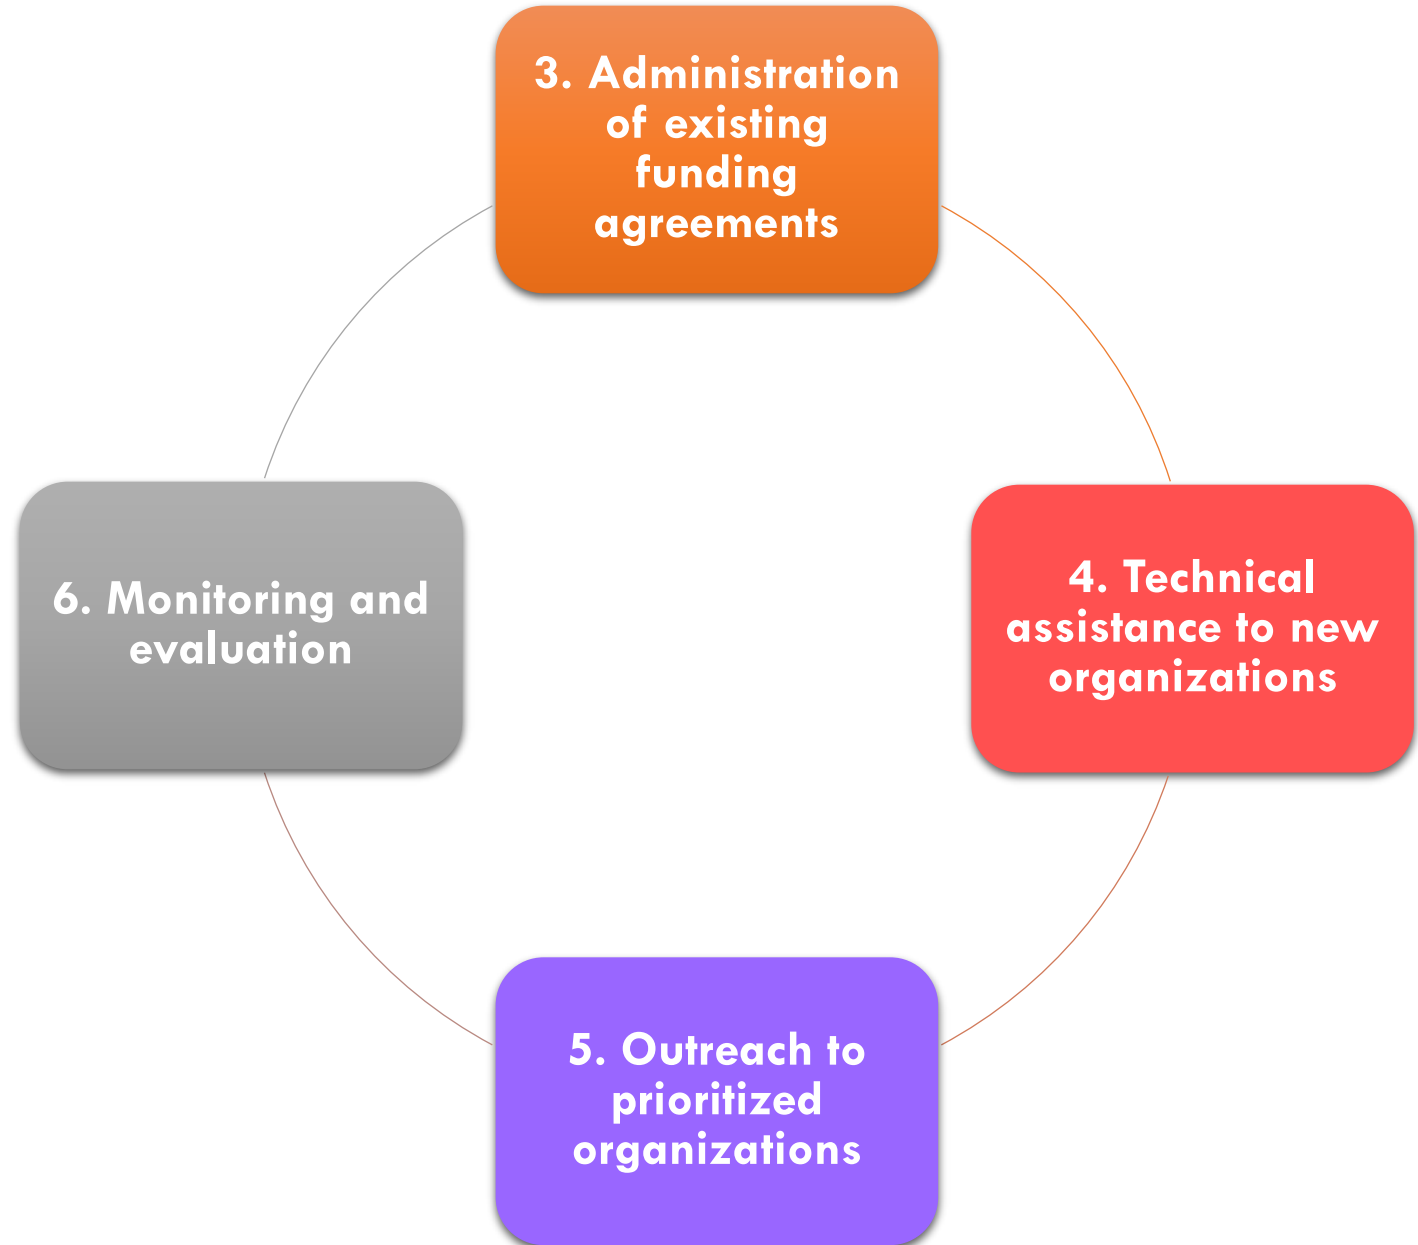 3. Administration
of existing
funding
agreements
4. Technical
assistance to new
organizations
5. Outreach to
prioritized
organizations
6. Monitoring and
evaluation